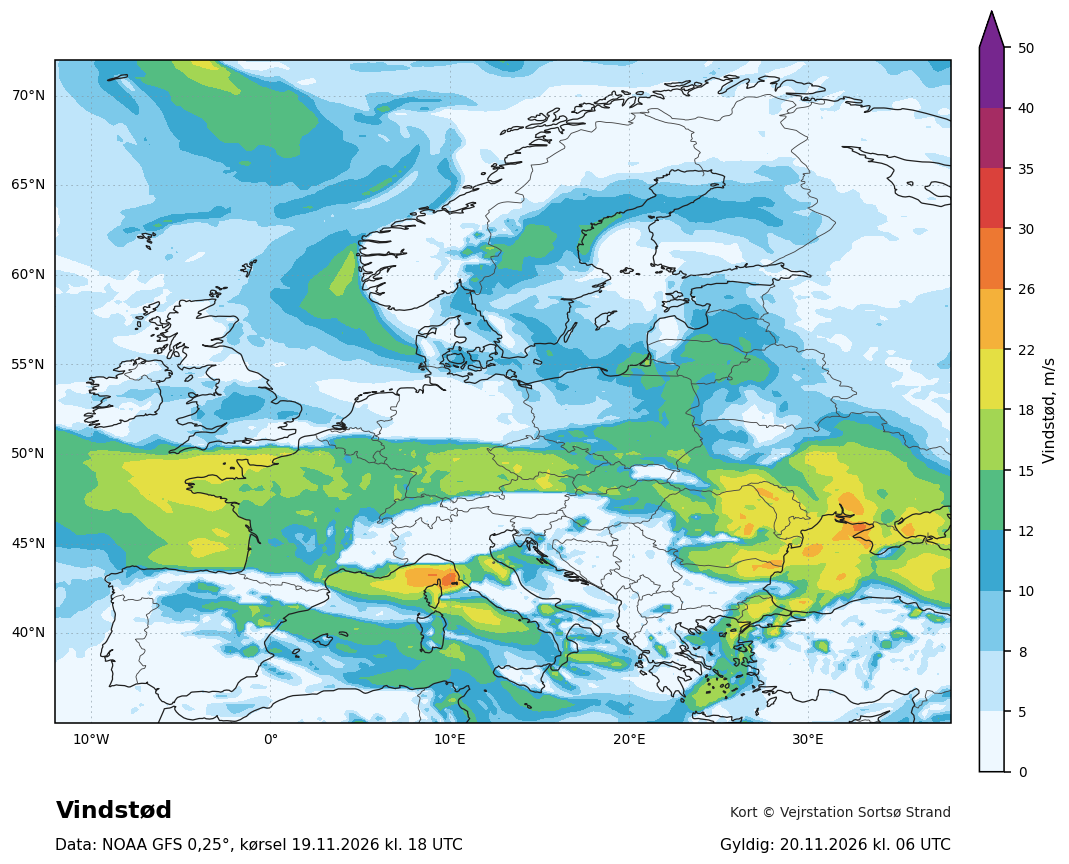 70°N
65°N
60°N
55°N
50°N
45°N
40°N
10°W
0°
10°E
20°E
30°E
50
40
35
30
26
22
18
15
12
10
8
5
0
Vindstød, m/s
Vindstød
Kort © Vejrstation Sortsø Strand
Data: NOAA GFS 0,25°, kørsel 19.11.2026 kl. 18 UTC
Gyldig: 20.11.2026 kl. 06 UTC